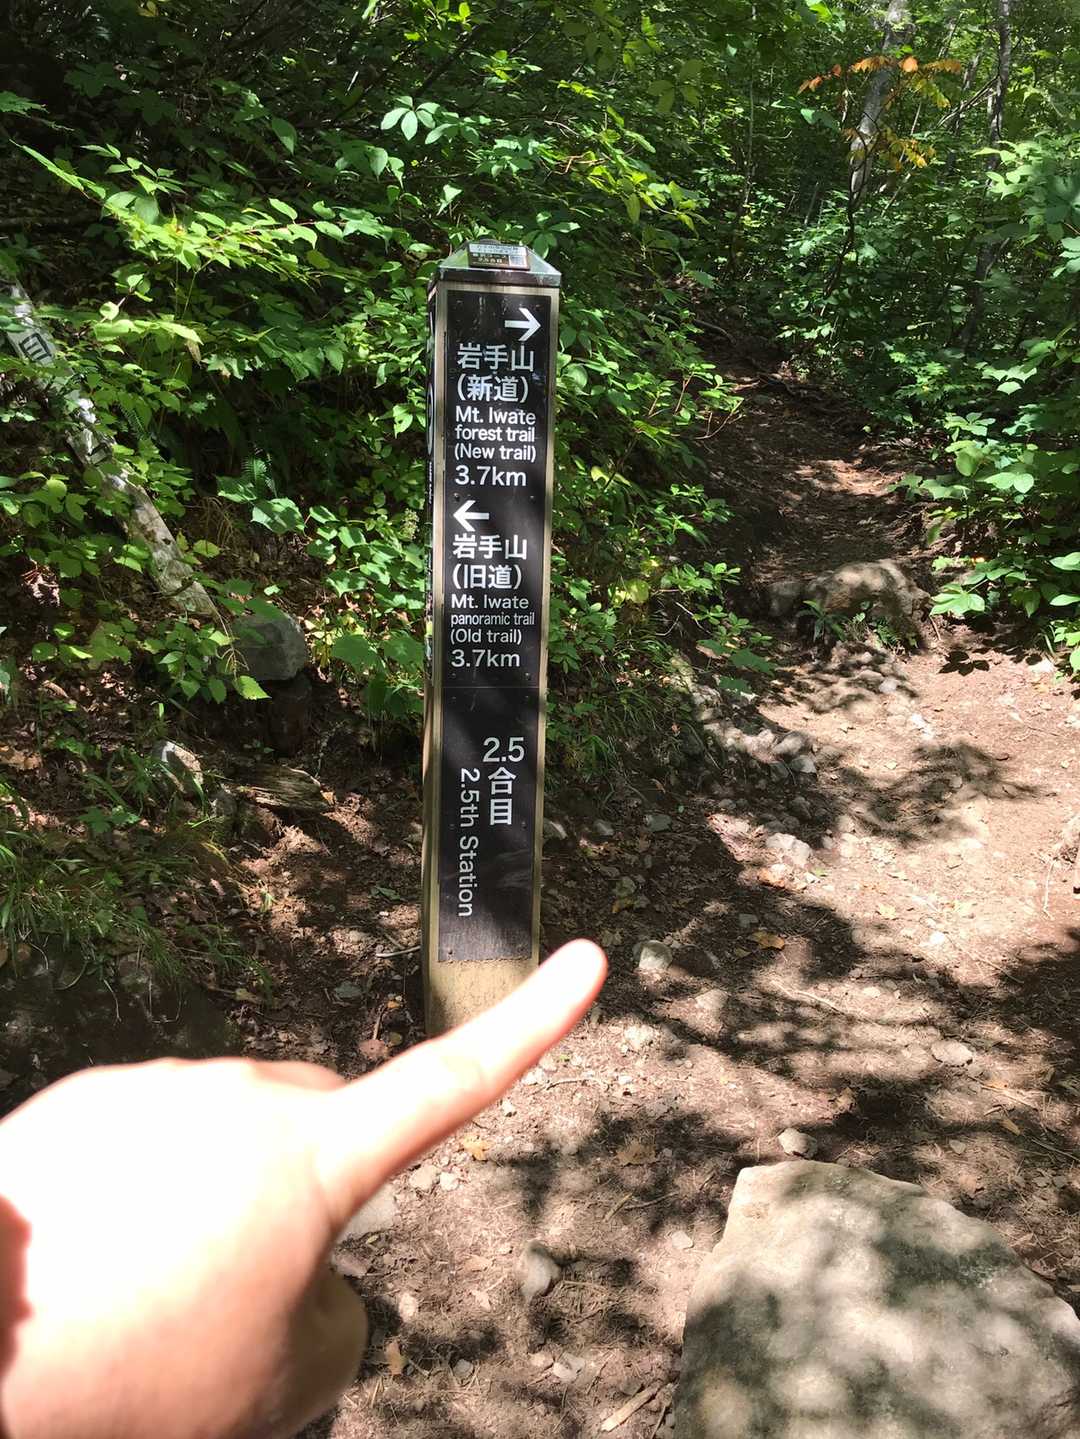 →
岩手山
(新道)
Mt. Iwate
forest trail
(New trail)
3.7km
←
岩手山
(旧道)
Mt. Iwate
panoramic trail
(Old trail)
3.7km
2.5合目
2.5th Station